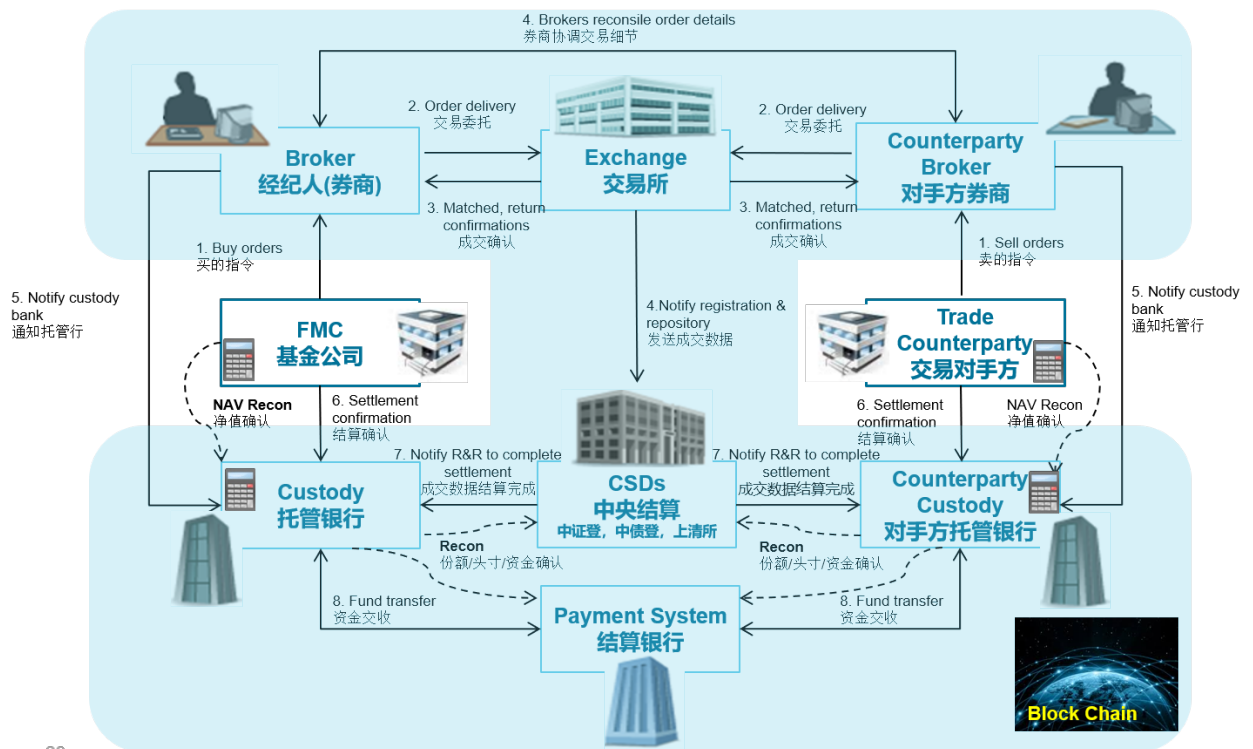 4. Brokers reconsile order details
券商协调交易细节
2. Order delivery
交易委托
2. Order delivery
交易委托
Broker
经纪人(券商)
Exchange
交易所
Counterparty
Broker
对手方券商
3. Matched, return
confirmations
成交确认
3. Matched, return
confirmations
成交确认
1. Buy orders
买的指令
1. Sell orders
卖的指令
5. Notify custody
bank
通知托管行
5. Notify custody
bank
通知托管行
4.Notify registration &
repository
发送成交数据
FMC
基金公司
Trade
Counterparty
交易对手方
NAV Recon
净值确认
6. Settlement
confirmation
结算确认
6. Settlement
confirmation
结算确认
NAV Recon
净值确认
7. Notify R&R to complete
settlement
成交数据结算完成
7. Notify R&R to complete
settlement
成交数据结算完成
Custody
托管银行
CSDs
中央结算
中证登，中债登，上清所
Counterparty
Custody
对手方托管银行
Recon
份额/头寸/资金确认
Recon
份额/头寸/资金确认
8. Fund transfer
资金交收
8. Fund transfer
资金交收
Payment System
结算银行
Block Chain